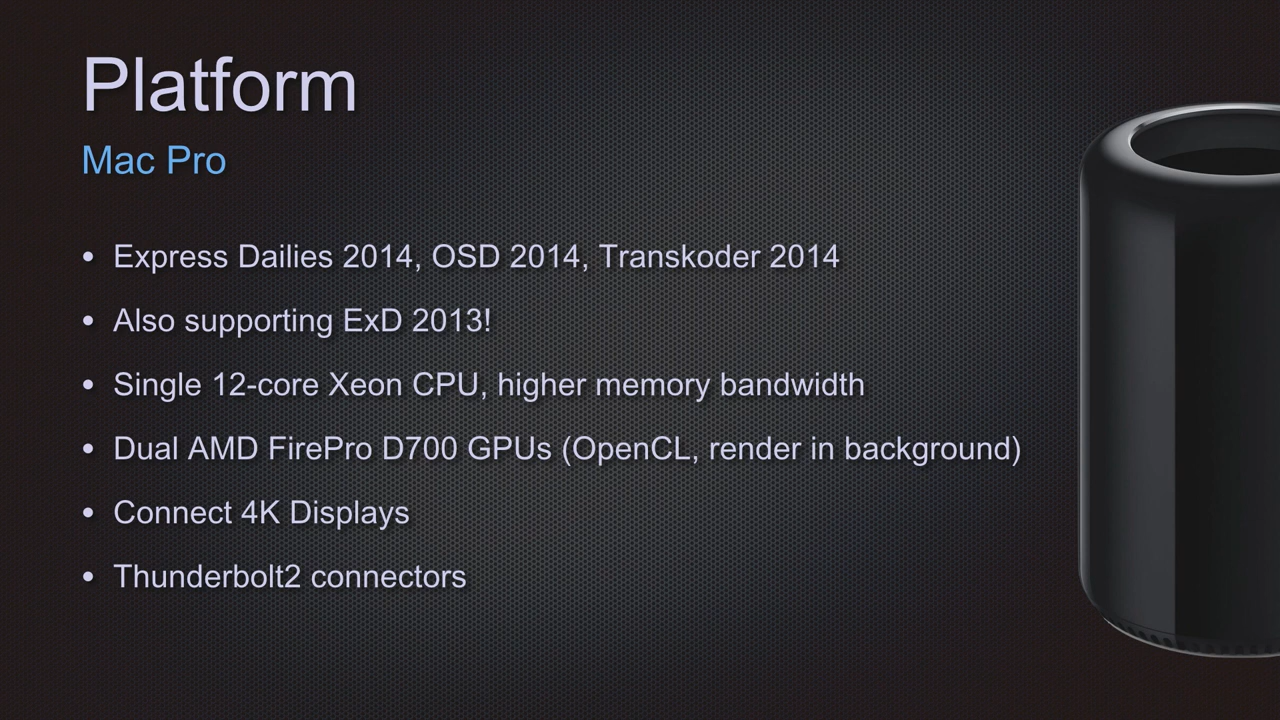 Platform
Mac Pro
• Express Dailies 2014, OSD 2014, Transkoder 2014
• Also supporting ExD 2013!
• Single 12-core Xeon CPU, higher memory bandwidth
• Dual AMD FirePro D700 GPUs (OpenCL, render in background)
• Connect 4K Displays
• Thunderbolt2 connectors